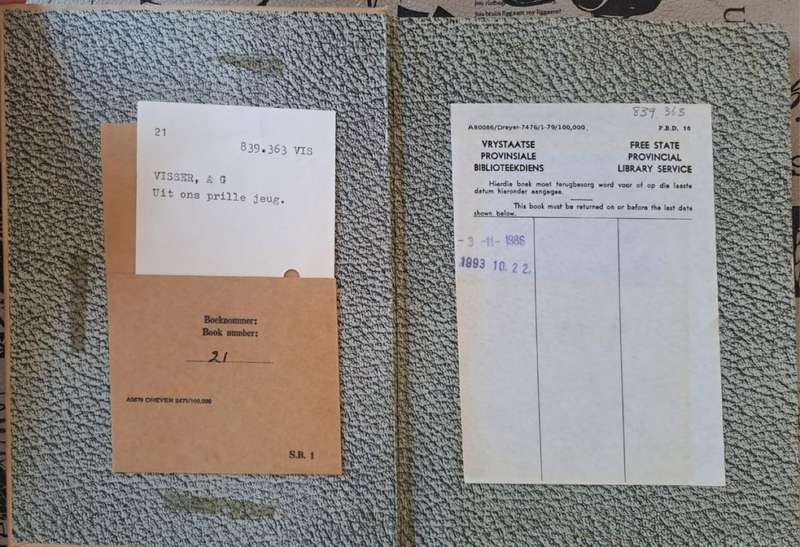 21
839.363 VIS
VISSER, A G
Uit ons prille jeug.
Boeknommer:
Book number:
21
S.B. 1
839 363
A80086/Dreyer-7476/1-79/100,000 P.B.D. 16
VRYSTAATSE
PROVINSIALE
BIBLIOTEEKDIENS
FREE STATE
PROVINCIAL
LIBRARY SERVICE
Hierdie boek moet terugbesorg word voor of op die laaste
datum hieronder aangegee.
This book must be returned on or before the last date
shown below.
-3 -11- 1986
1993 10. 22.